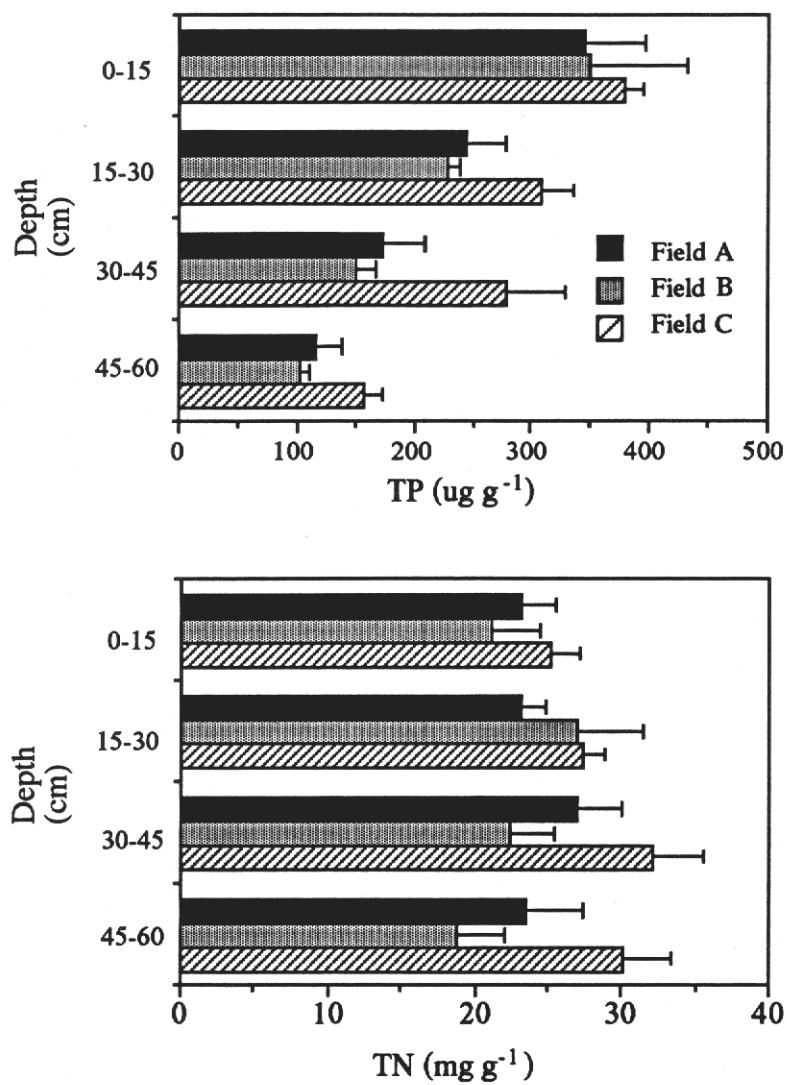 0-15
15-30
30-45
45-60
Depth
(cm)
Field A
Field B
Field C
0 100 200 300 400 500
TP (ug g⁻¹)
0-15
15-30
30-45
45-60
Depth
(cm)
0 10 20 30 40
TN (mg g⁻¹)